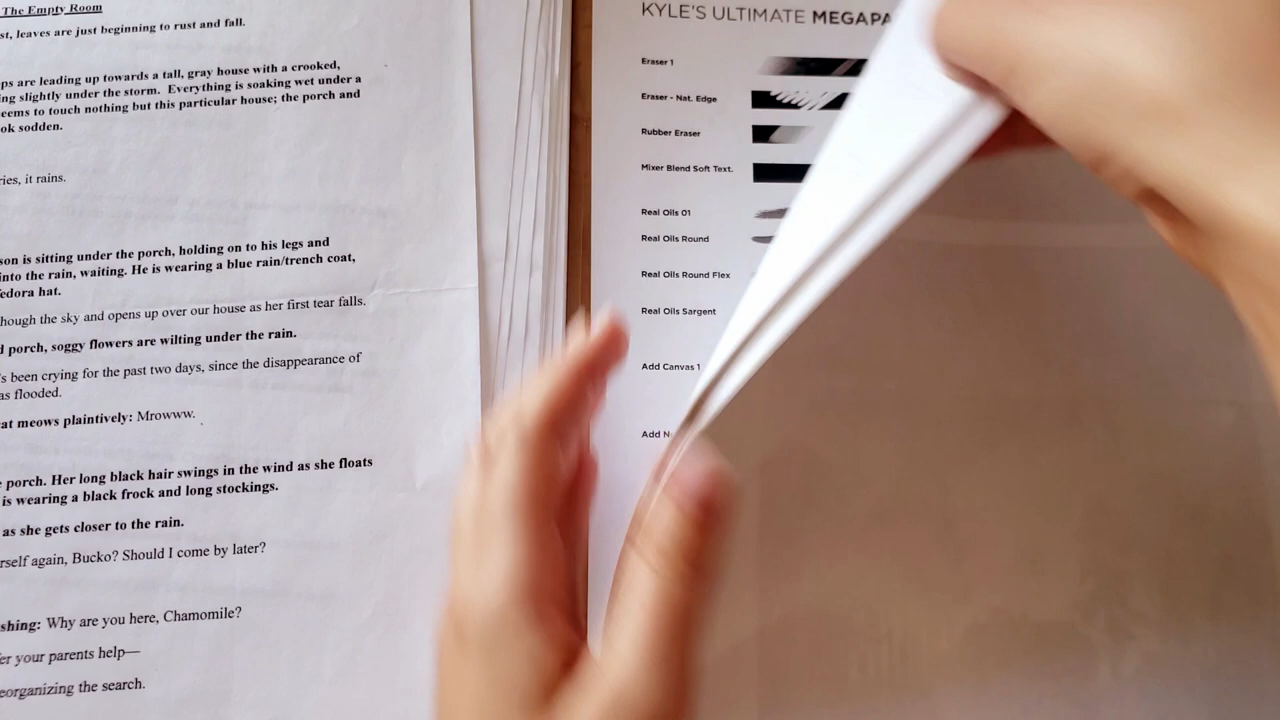 The Empty Room
st, leaves are just beginning to rust and fall.
ps are leading up towards a tall, gray house with a crooked,
ing slightly under the storm. Everything is soaking wet under a
eems to touch nothing but this particular house; the porch and
ok sodden.
ries, it rains.
son is sitting under the porch, holding on to his legs and
into the rain, waiting. He is wearing a blue rain/trench coat,
edora hat.
hough the sky and opens up over our house as her first tear falls.
d porch, soggy flowers are wilting under the rain.
's been crying for the past two days, since the disappearance of
as flooded.
at meows plaintively: Mrowww.
e porch. Her long black hair swings in the wind as she floats
is wearing a black frock and long stockings.
as she gets closer to the rain.
rself again, Bucko? Should I come by later?
shing: Why are you here, Chamomile?
er your parents help—
eorganizing the search.
KYLE'S ULTIMATE MEGAPA
Eraser 1
Eraser - Nat. Edge
Rubber Eraser
Mixer Blend Soft Text.
Real Oils 01
Real Oils Round
Real Oils Round Flex
Real Oils Sargent
Add Canvas 1
Add N